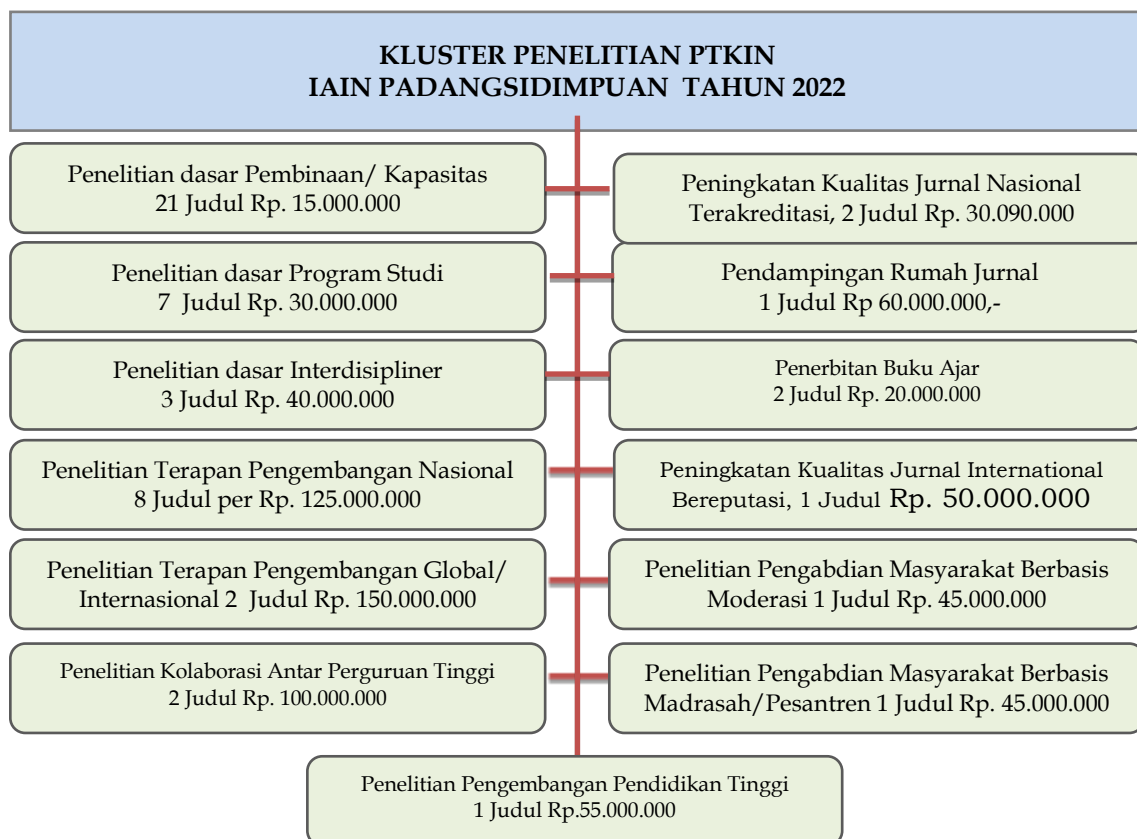 KLUSTER PENELITIAN PTKIN
IAIN PADANGSIDIMPUAN TAHUN 2022
Penelitian dasar Pembinaan/ Kapasitas
21 Judul Rp. 15.000.000
Peningkatan Kualitas Jurnal Nasional
Terakreditasi, 2 Judul Rp. 30.090.000
Penelitian dasar Program Studi
7 Judul Rp. 30.000.000
Pendampingan Rumah Jurnal
1 Judul Rp 60.000.000,-
Penelitian dasar Interdisipliner
3 Judul Rp. 40.000.000
Penerbitan Buku Ajar
2 Judul Rp. 20.000.000
Penelitian Terapan Pengembangan Nasional
8 Judul per Rp. 125.000.000
Peningkatan Kualitas Jurnal International
Bereputasi, 1 Judul Rp. 50.000.000
Penelitian Terapan Pengembangan Global/
Internasional 2 Judul Rp. 150.000.000
Penelitian Pengabdian Masyarakat Berbasis
Moderasi 1 Judul Rp. 45.000.000
Penelitian Kolaborasi Antar Perguruan Tinggi
2 Judul Rp. 100.000.000
Penelitian Pengabdian Masyarakat Berbasis
Madrasah/Pesantren 1 Judul Rp. 45.000.000
Penelitian Pengembangan Pendidikan Tinggi
1 Judul Rp.55.000.000